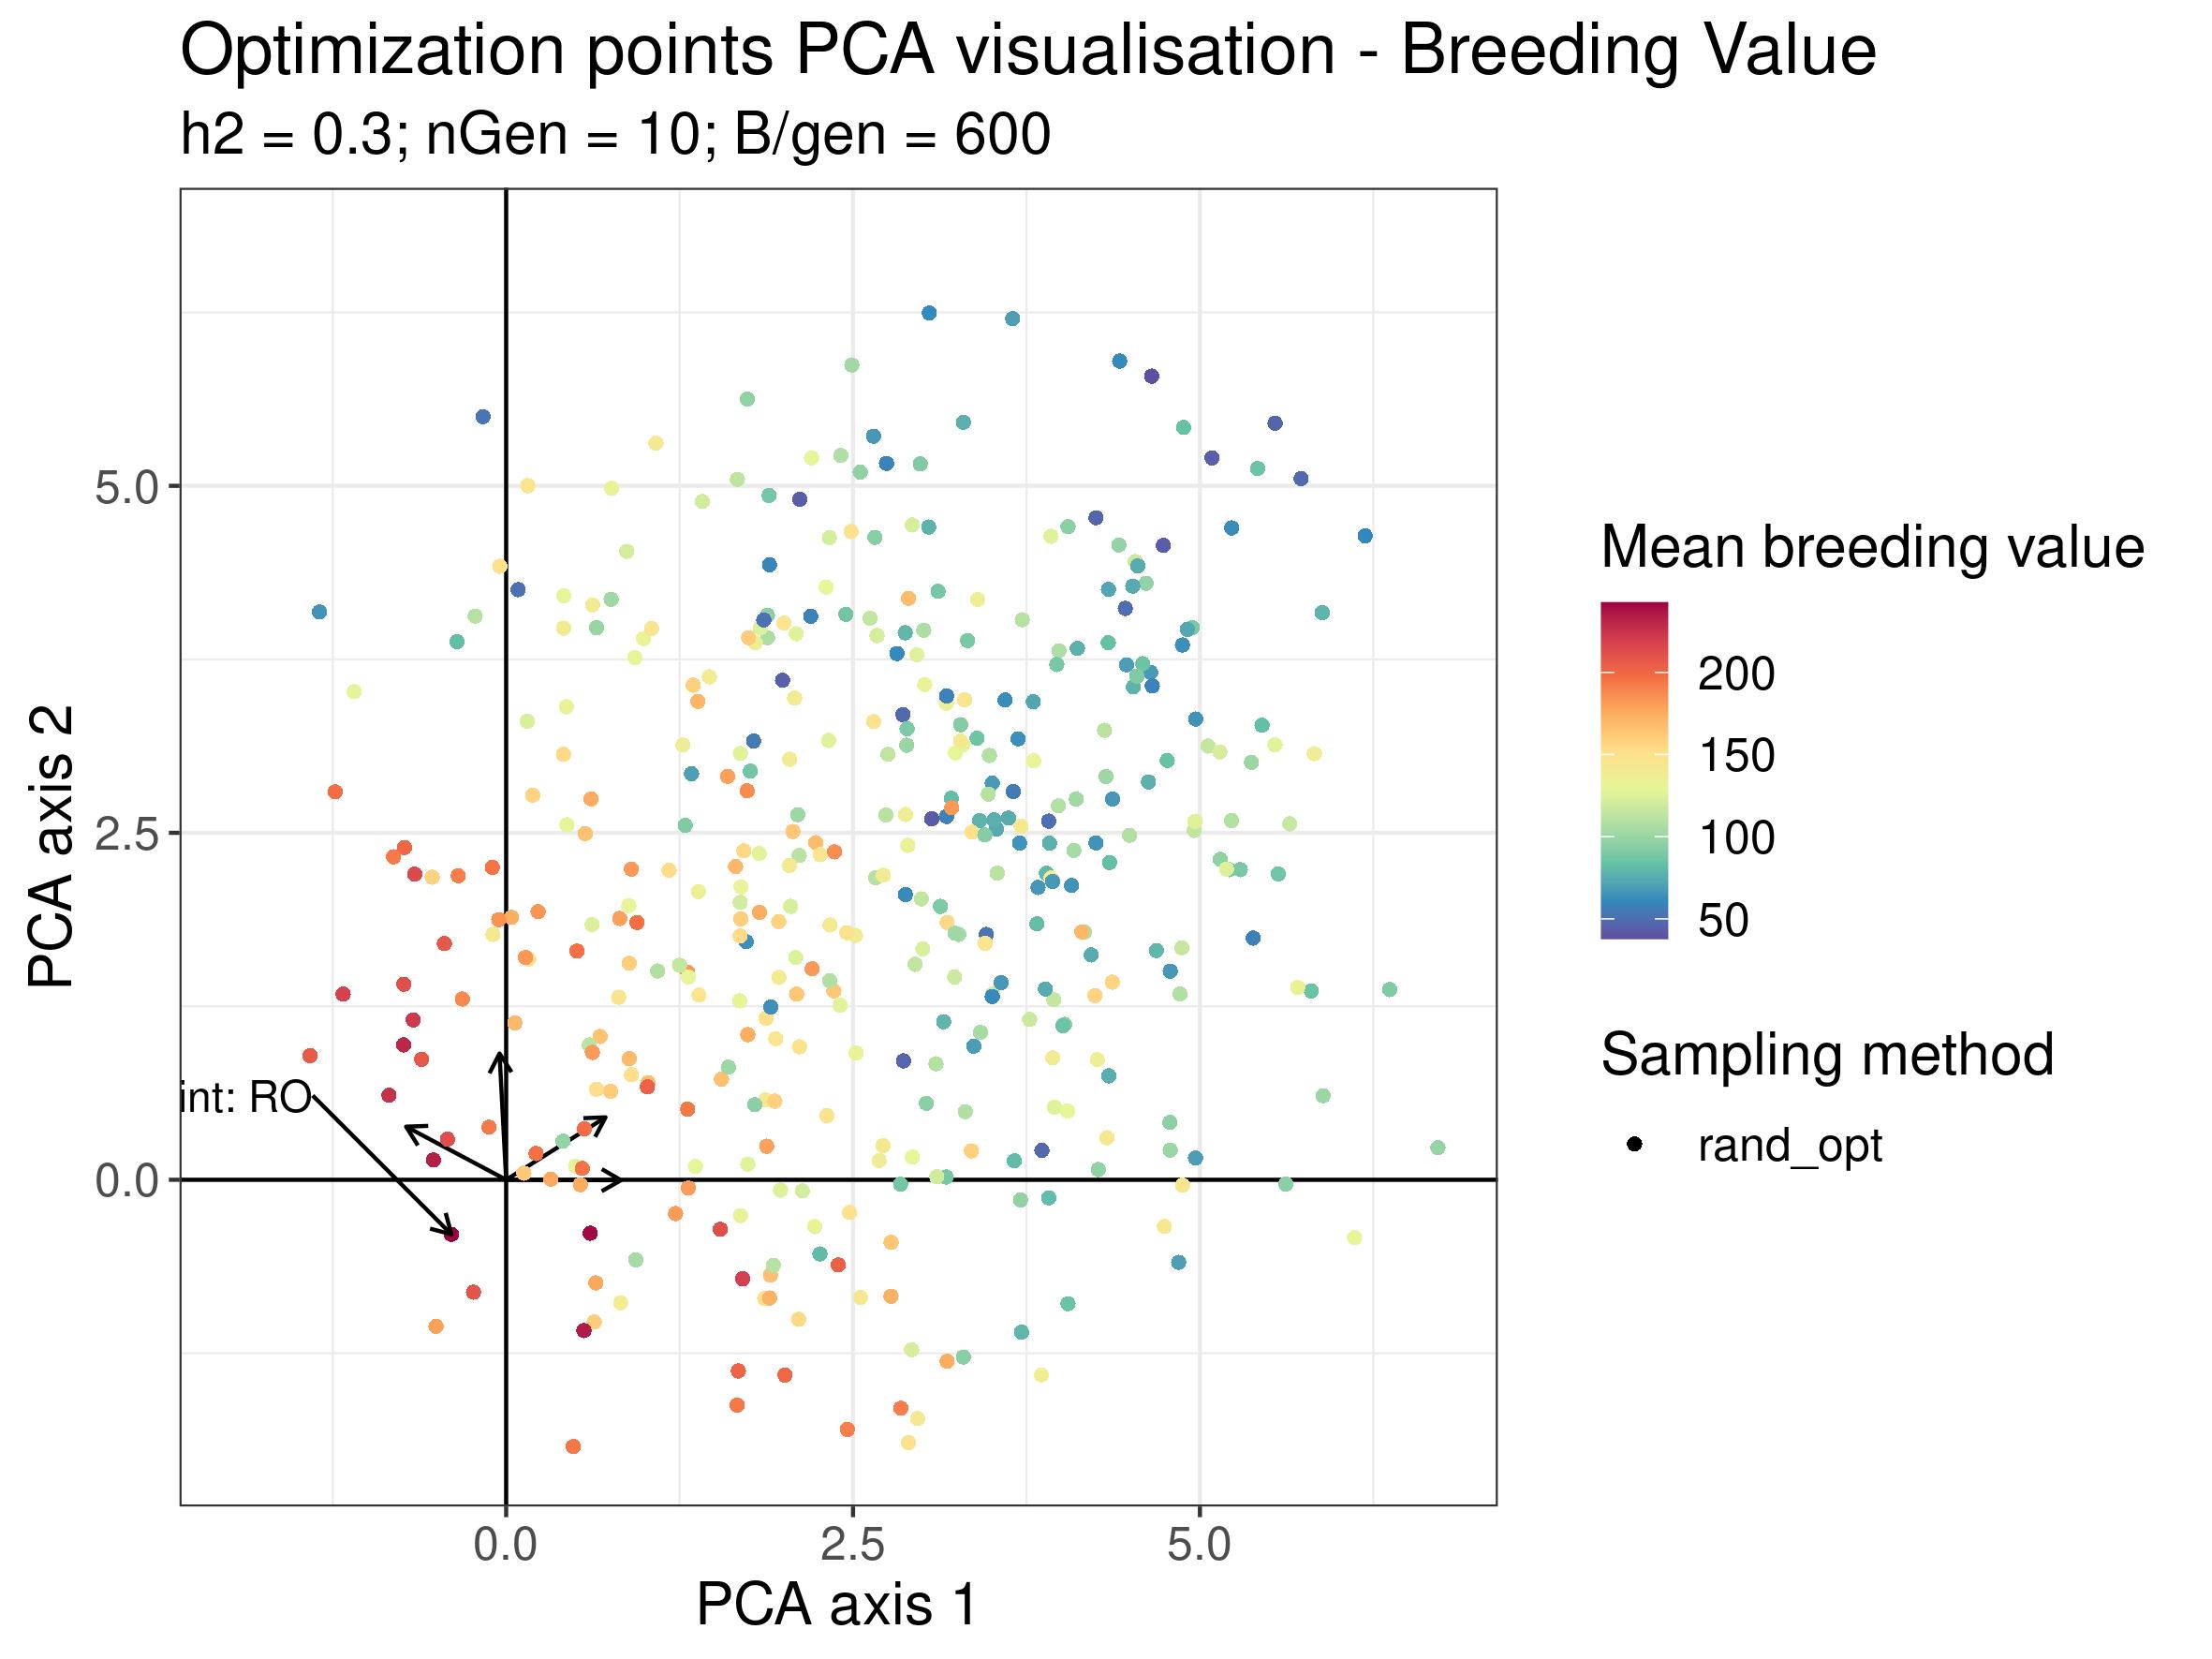 Optimization points PCA visualisation - Breeding Value
h2 = 0.3; nGen = 10; B/gen = 600
PCA axis 2
5.0
2.5
0.0
int: RO
0.0
2.5
5.0
PCA axis 1
Mean breeding value
200
150
100
50
Sampling method
rand_opt